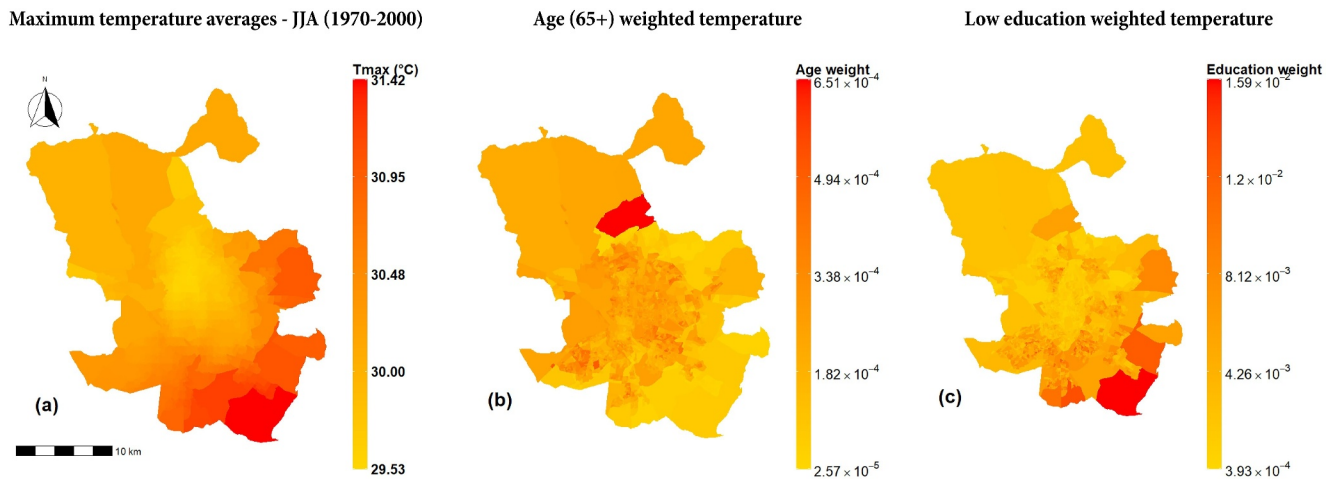 Maximum temperature averages - JJA (1970-2000)
Age (65+) weighted temperature
Low education weighted temperature
N
Tmax (°C)
31.42
30.95
30.48
30.00
29.53
(a)
10 km
Age weight
6.51 × 10⁻⁴
4.94 × 10⁻⁴
3.38 × 10⁻⁴
1.82 × 10⁻⁴
2.57 × 10⁻⁵
(b)
Education weight
1.59 × 10⁻²
1.2 × 10⁻²
8.12 × 10⁻³
4.26 × 10⁻³
3.93 × 10⁻⁴
(c)